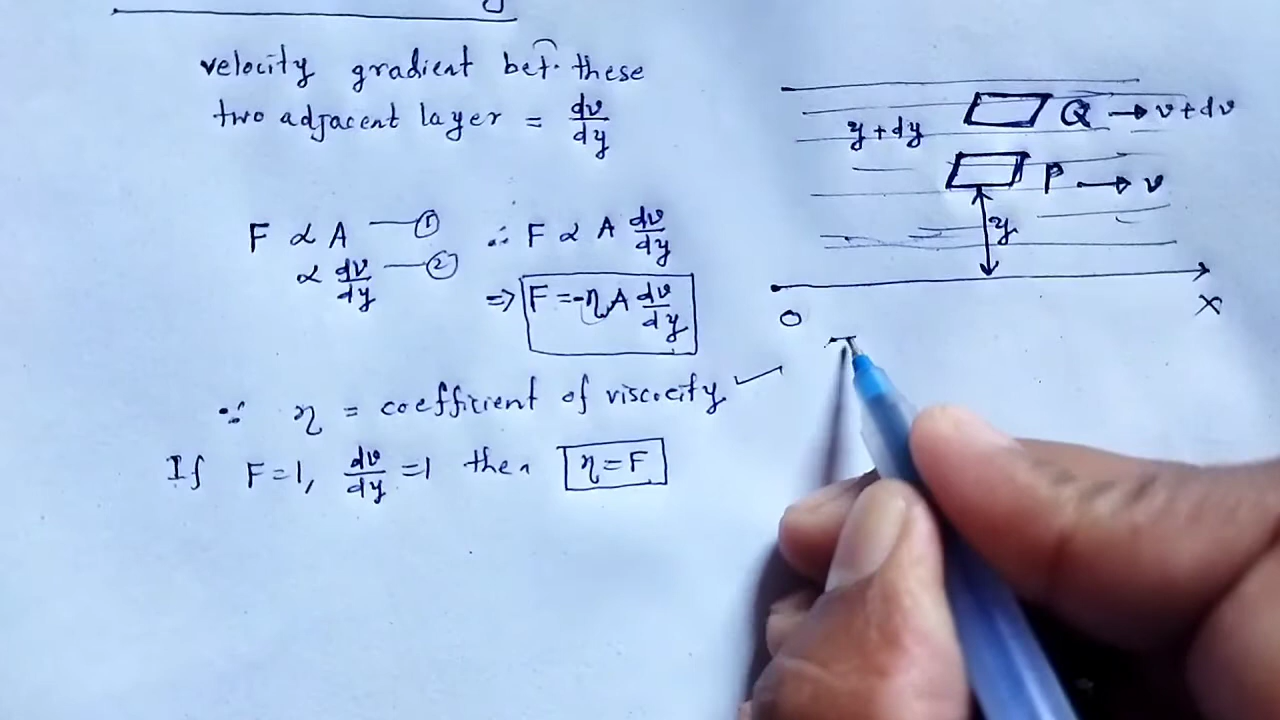 velocity gradient bet. these
two adjacent layer = dv/dy
F ∝ A — ①
∝ dv/dy — ②
∴ F ∝ A dv/dy
=> F = -η A dv/dy
∵ η = coefficient of viscocity ✓
If F=1, dv/dy =1 then η=F
Q → v+dv
y+dy
P → v
y
O
X